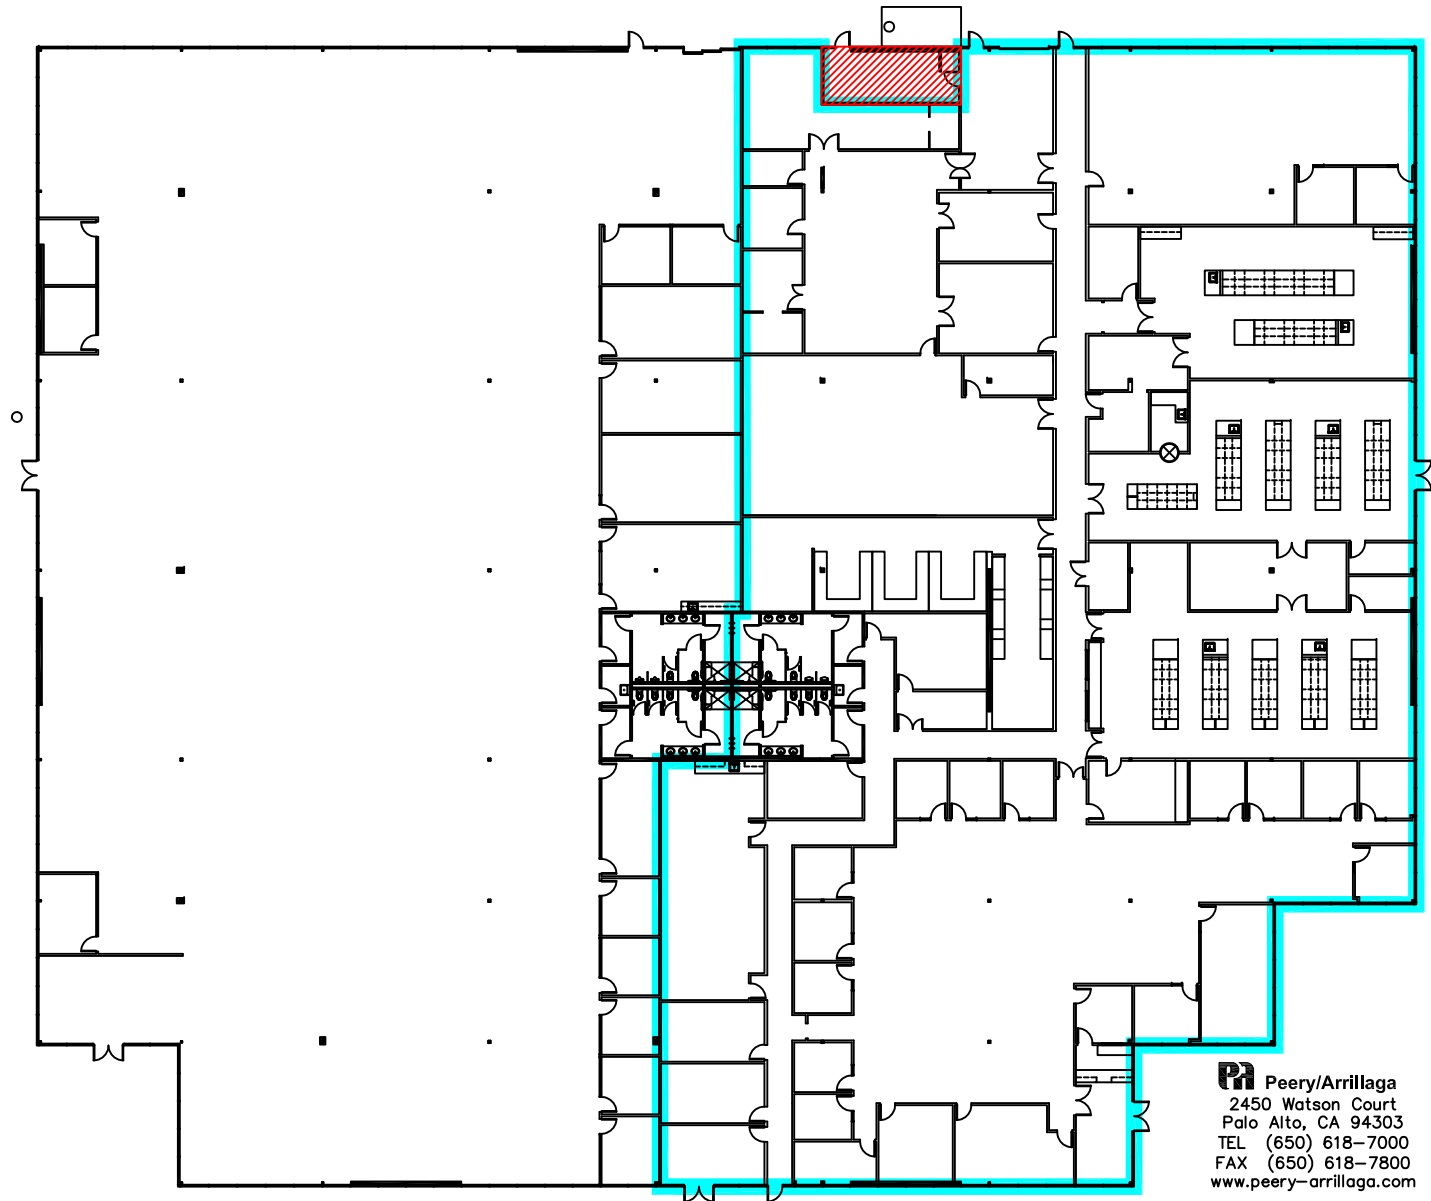 Peery/Arrillaga
2450 Watson Court
Palo Alto, CA 94303
TEL (650) 618-7000
FAX (650) 618-7800
www.peery-arrillaga.com